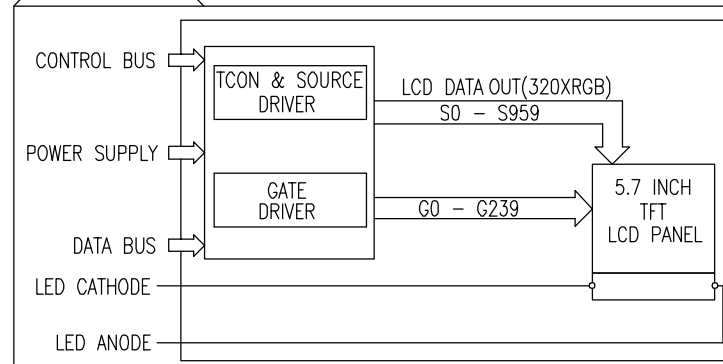 CONTROL BUS
POWER SUPPLY
DATA BUS
LED CATHODE
LED ANODE
TCON & SOURCE
DRIVER
GATE
DRIVER
LCD DATA OUT(320XRGB)
S0 - S959
G0 - G239
5.7 INCH
TFT
LCD PANEL